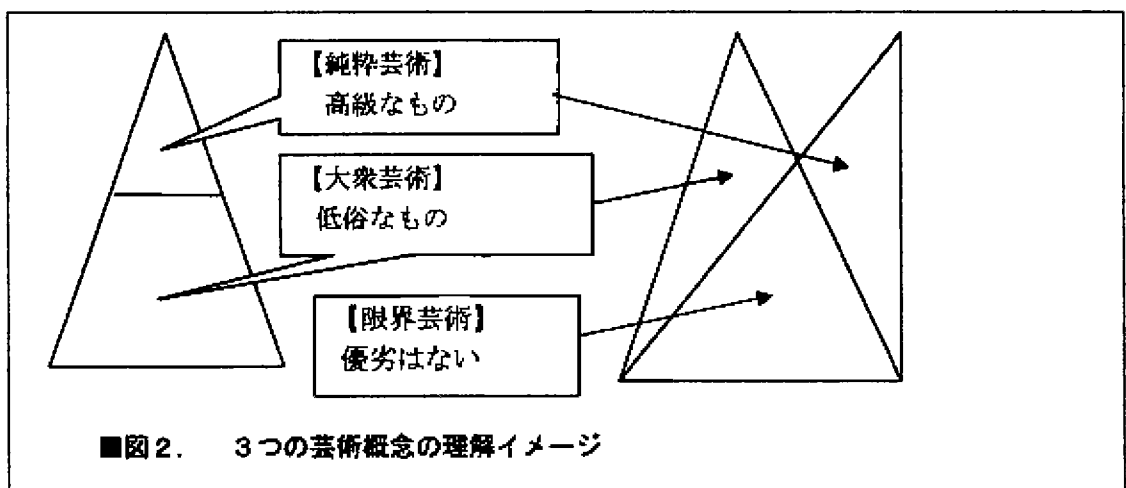 【純粋芸術】
高級なもの
【大衆芸術】
低俗なもの
【限界芸術】
優劣はない
■図２． ３つの芸術概念の理解イメージ